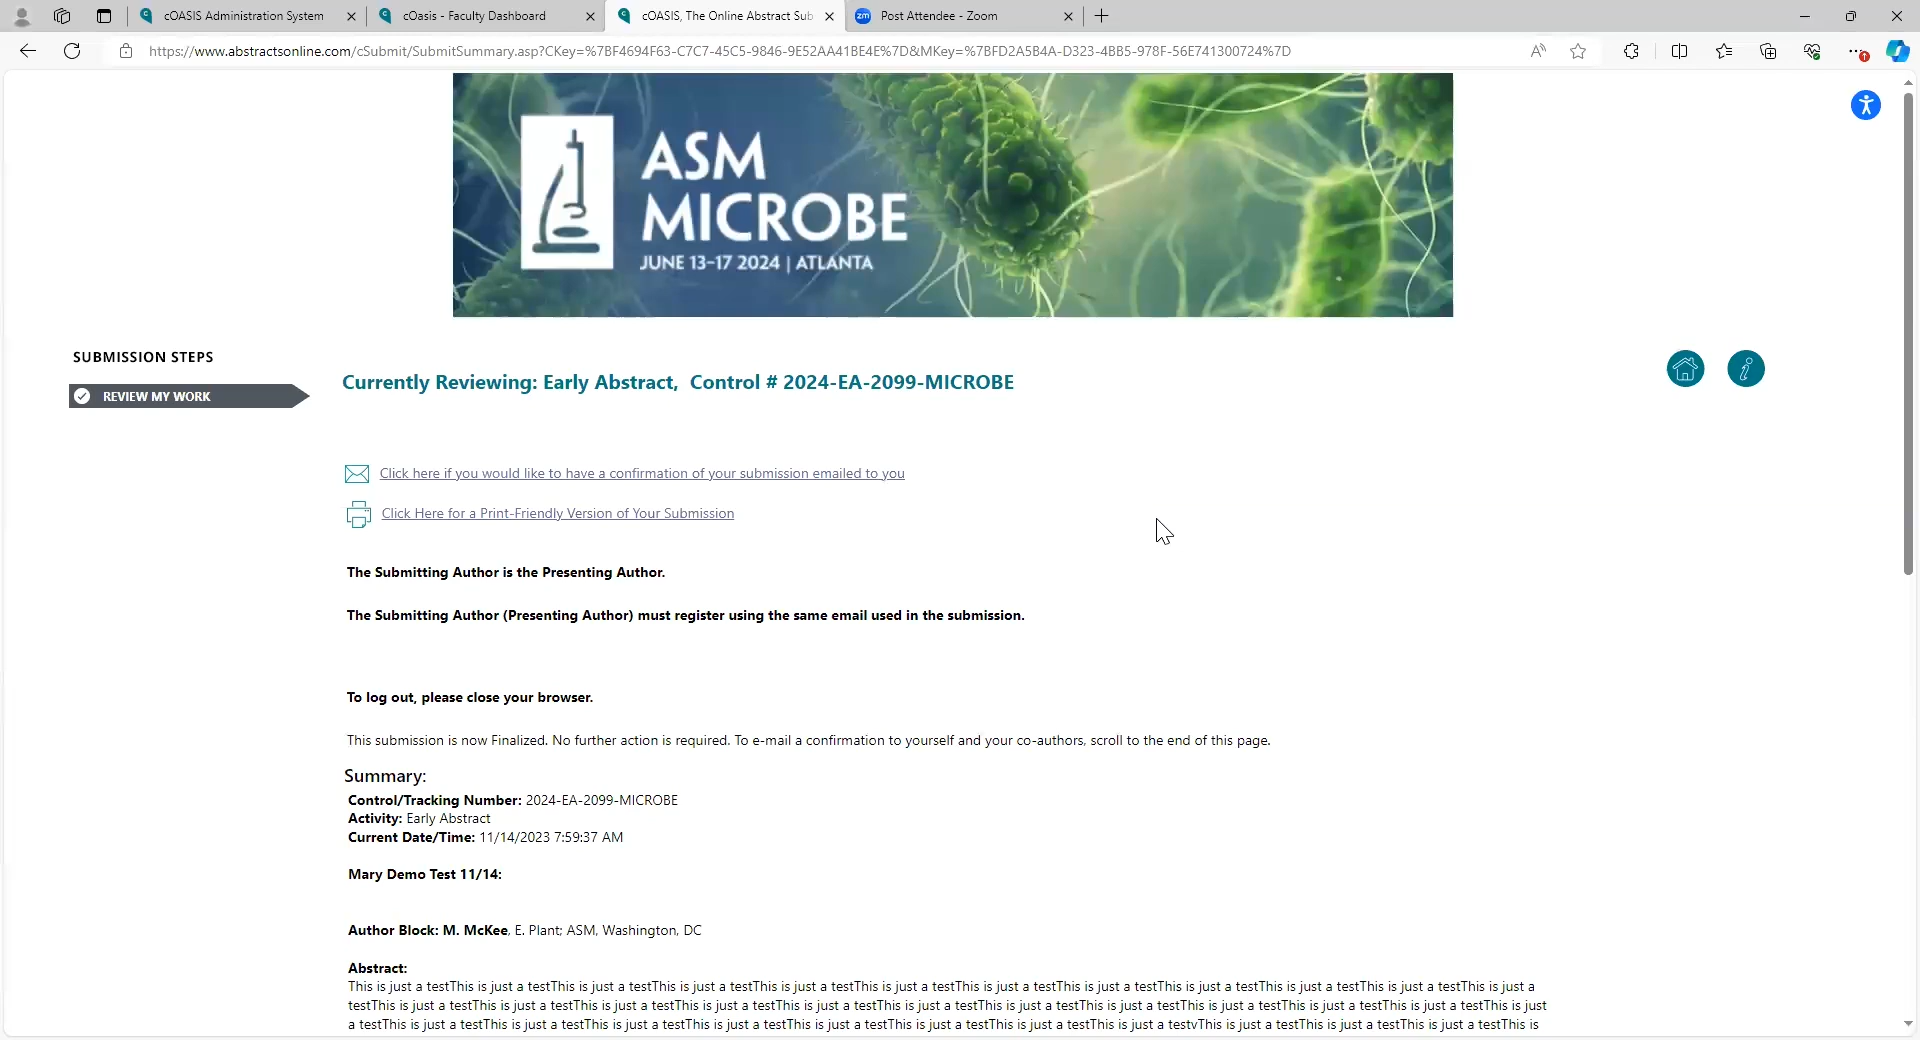 cOASIS Administration System
cOasis - Faculty Dashboard
cOASIS, The Online Abstract Sub
zm Post Attendee - Zoom
https://www.abstractsonline.com/cSubmit/SubmitSummary.asp?CKey=%7BF4694F63-C7C7-45C5-9846-9E52AA41BE4E%7D&MKey=%7BFD2A5B4A-D323-4BB5-978F-56E741300724%7D
ASM
MICROBE
JUNE 13-17 2024 | ATLANTA
SUBMISSION STEPS
REVIEW MY WORK
Currently Reviewing: Early Abstract, Control # 2024-EA-2099-MICROBE
Click here if you would like to have a confirmation of your submission emailed to you
Click Here for a Print-Friendly Version of Your Submission
The Submitting Author is the Presenting Author.
The Submitting Author (Presenting Author) must register using the same email used in the submission.
To log out, please close your browser.
This submission is now Finalized. No further action is required. To e-mail a confirmation to yourself and your co-authors, scroll to the end of this page.
Summary:
Control/Tracking Number: 2024-EA-2099-MICROBE
Activity: Early Abstract
Current Date/Time: 11/14/2023 7:59:37 AM
Mary Demo Test 11/14:
Author Block: M. McKee, E. Plant; ASM, Washington, DC
Abstract:
This is just a testThis is just a testThis is just a testThis is just a testThis is just a testThis is just a testThis is just a testThis is just a testThis is just a testThis is just a testThis is just a testThis is just a
testThis is just a testThis is just a testThis is just a testThis is just a testThis is just a testThis is just a testThis is just a testThis is just a testThis is just a testThis is just a testThis is just a testThis is just
a testThis is just a testThis is just a testThis is just a testThis is just a testThis is just a testThis is just a testThis is just a testvThis is just a testThis is just a testThis is just a testThis is